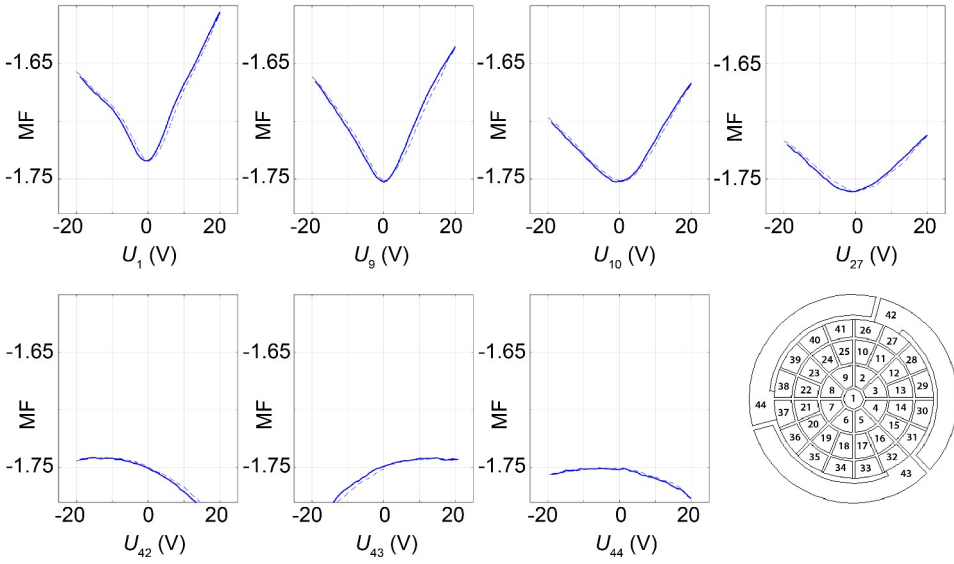 -1.65
MF
-1.75
-20 0 20
U1 (V)
-1.65
MF
-1.75
-20 0 20
U9 (V)
-1.65
MF
-1.75
-20 0 20
U10 (V)
-1.65
MF
-1.75
-20 0 20
U27 (V)
-1.65
MF
-1.75
-20 0 20
U42 (V)
-1.65
MF
-1.75
-20 0 20
U43 (V)
-1.65
MF
-1.75
-20 0 20
U44 (V)
42
41 26
40 27
25 10
39 24 11 28
23 12
9 2
38 22 8 3 13 29
1
44 37 21 7 4 14 30
6 5
20 15
36 19 16 31
18 17
35 32
34 33 43